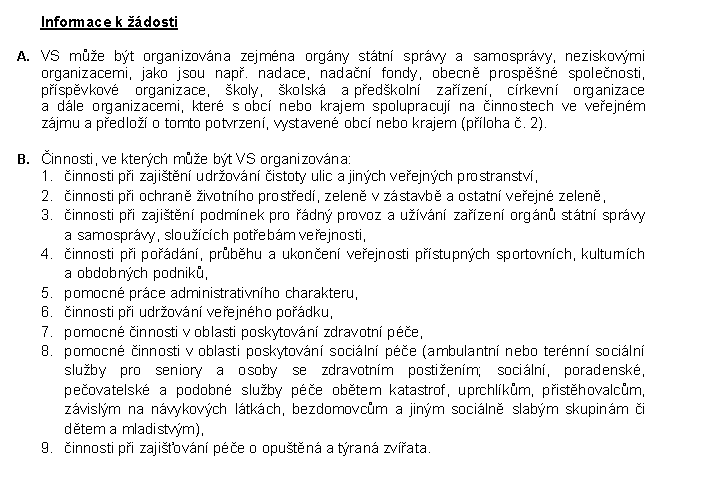 Informace k žádosti
A. VS může být organizována zejména orgány státní správy a samosprávy, neziskovými
organizacemi, jako jsou např. nadace, nadační fondy, obecně prospěšné společnosti,
příspěvkové organizace, školy, školská a předškolní zařízení, církevní organizace
a dále organizacemi, které s obcí nebo krajem spolupracují na činnostech ve veřejném
zájmu a předloží o tomto potvrzení, vystavené obcí nebo krajem (příloha č. 2).
B. Činnosti, ve kterých může být VS organizována:
1. činnosti při zajištění udržování čistoty ulic a jiných veřejných prostranství,
2. činnosti při ochraně životního prostředí, zeleně v zástavbě a ostatní veřejné zeleně,
3. činnosti při zajištění podmínek pro řádný provoz a užívání zařízení orgánů státní správy
a samosprávy, sloužících potřebám veřejnosti,
4. činnosti při pořádání, průběhu a ukončení veřejnosti přístupných sportovních, kulturních
a obdobných podniků,
5. pomocné práce administrativního charakteru,
6. činnosti při udržování veřejného pořádku,
7. pomocné činnosti v oblasti poskytování zdravotní péče,
8. pomocné činnosti v oblasti poskytování sociální péče (ambulantní nebo terénní sociální
služby pro seniory a osoby se zdravotním postižením; sociální, poradenské,
pečovatelské a podobné služby péče obětem katastrof, uprchlíkům, přistěhovalcům,
závislým na návykových látkách, bezdomovcům a jiným sociálně slabým skupinám či
dětem a mladistvým),
9. činnosti při zajišťování péče o opuštěná a týraná zvířata.